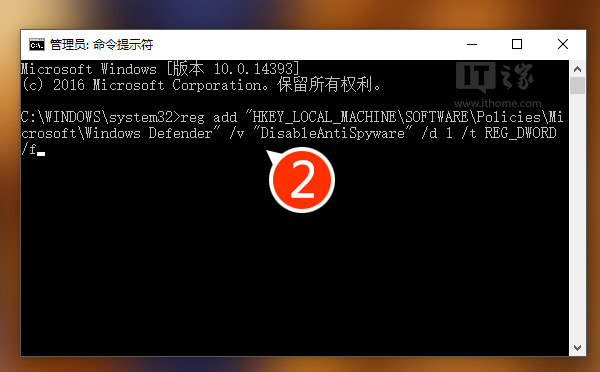 管理员: 命令提示符
Microsoft Windows [版本 10.0.14393]
(c) 2016 Microsoft Corporation。保留所有权利。
IT之家
www.ithome.com
C:\WINDOWS\system32>reg add "HKEY_LOCAL_MACHINE\SOFTWARE\Policies\Mi
crosoft\Windows Defender" /v "DisableAntiSpyware" /d 1 /t REG_DWORD
/f
2